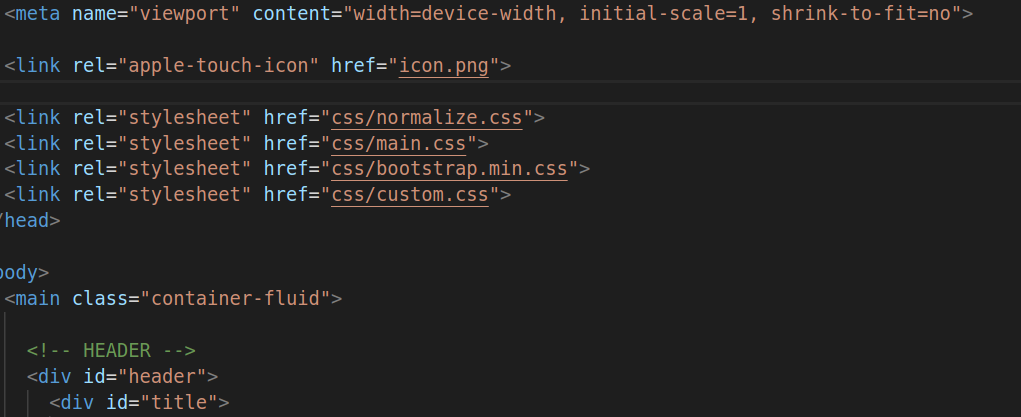 <meta name="viewport" content="width=device-width, initial-scale=1, shrink-to-fit=no">
<link rel="apple-touch-icon" href="icon.png">
<link rel="stylesheet" href="css/normalize.css">
<link rel="stylesheet" href="css/main.css">
<link rel="stylesheet" href="css/bootstrap.min.css">
<link rel="stylesheet" href="css/custom.css">
/head>
ody>
<main class="container-fluid">
<!-- HEADER -->
<div id="header">
<div id="title">